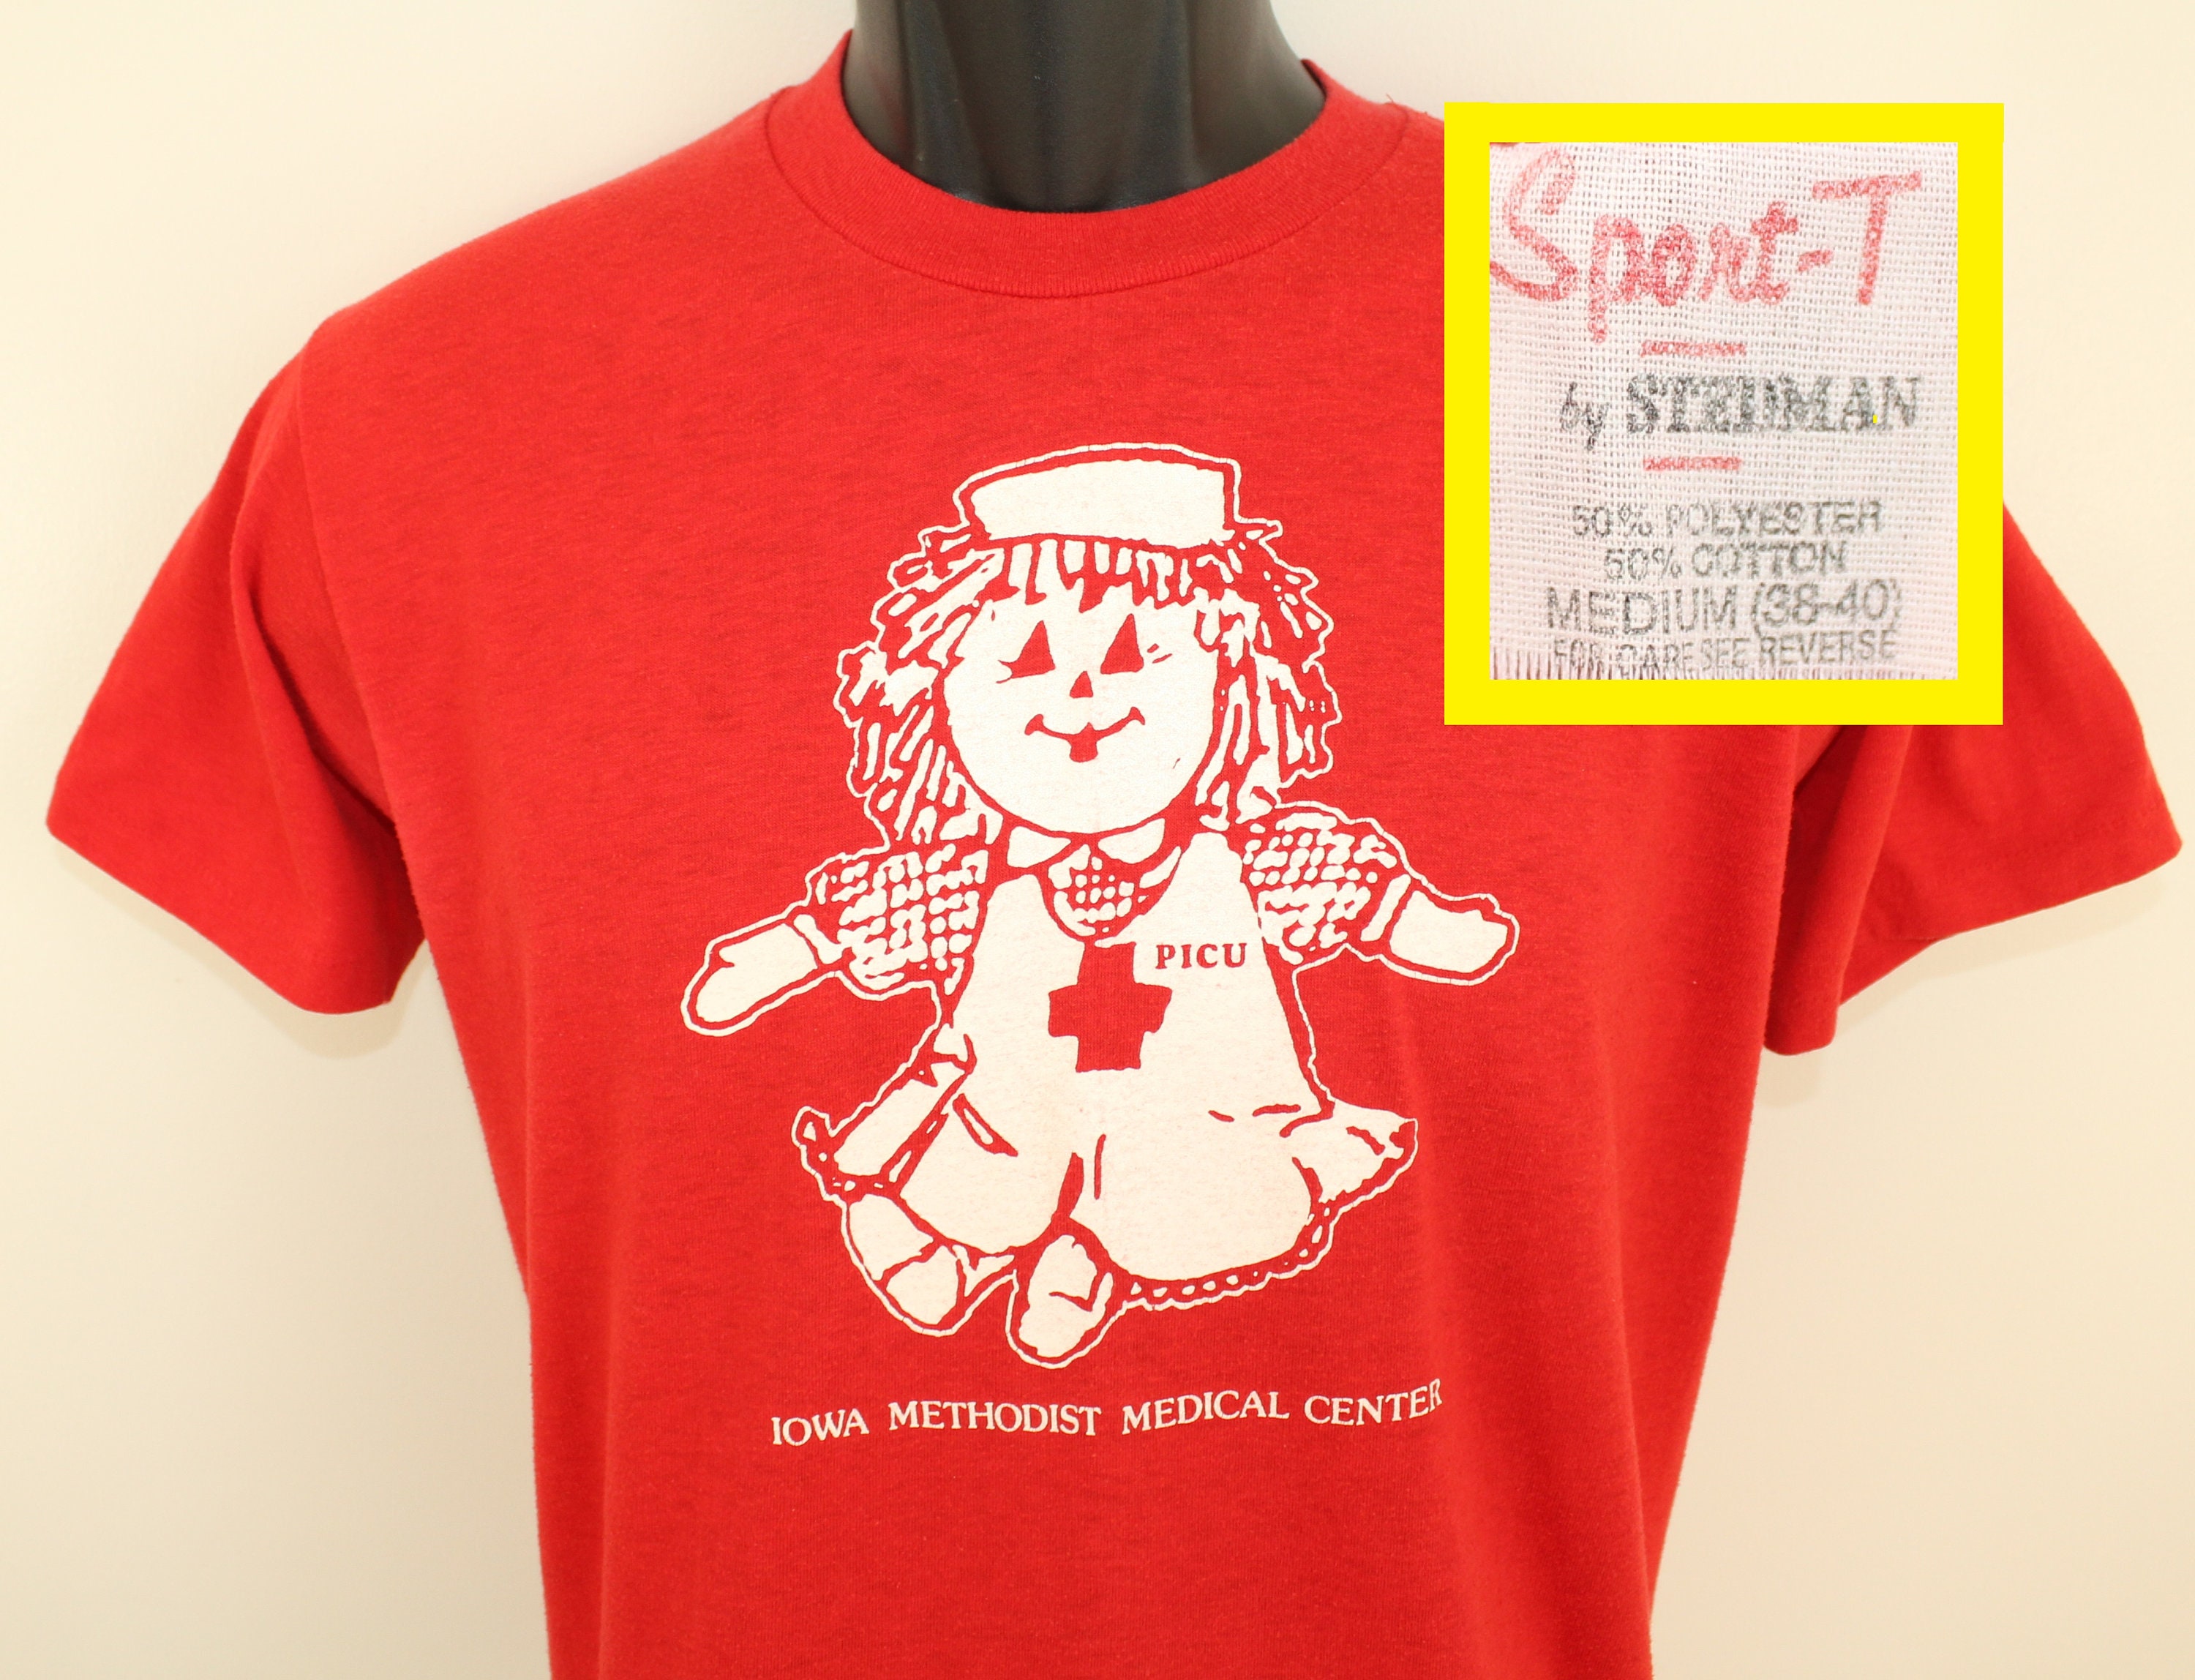 PICU
IOWA METHODIST MEDICAL CENTER
Sport-T
by STEDMAN
50% POLYESTER
50% COTTON
MEDIUM (38-40)
FOR CARE SEE REVERSE